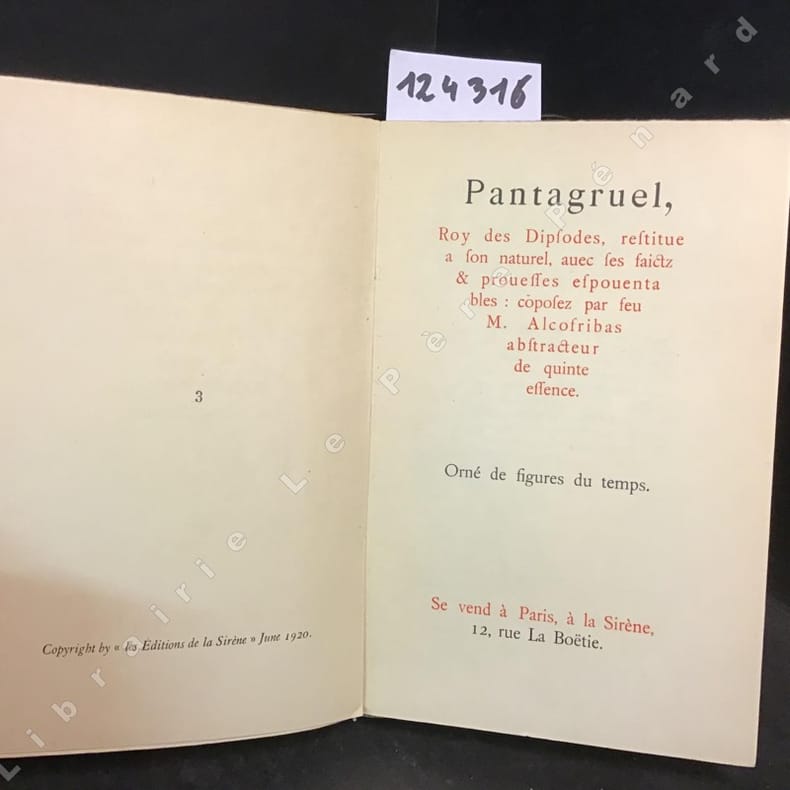 124316
3
Copyright by « les Éditions de la Sirène » June 1920.
Pantagruel,
Roy des Dipſodes, reſtitue
a ſon naturel, auec ſes faictz
& proueſſes eſpouenta
bles : cõpoſez par feu
M. Alcofribas
abſtracteur
de quinte
eſſence.
Orné de figures du temps.
Se vend à Paris, à la Sirène,
12, rue La Boëtie.
Librairie Le Père Pénard